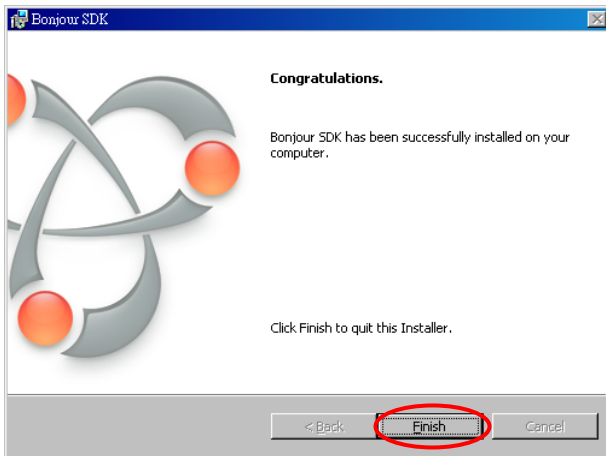 Bonjour SDK
Congratulations.
Bonjour SDK has been successfully installed on your
computer.
Click Finish to quit this Installer.
< Back Finish Cancel